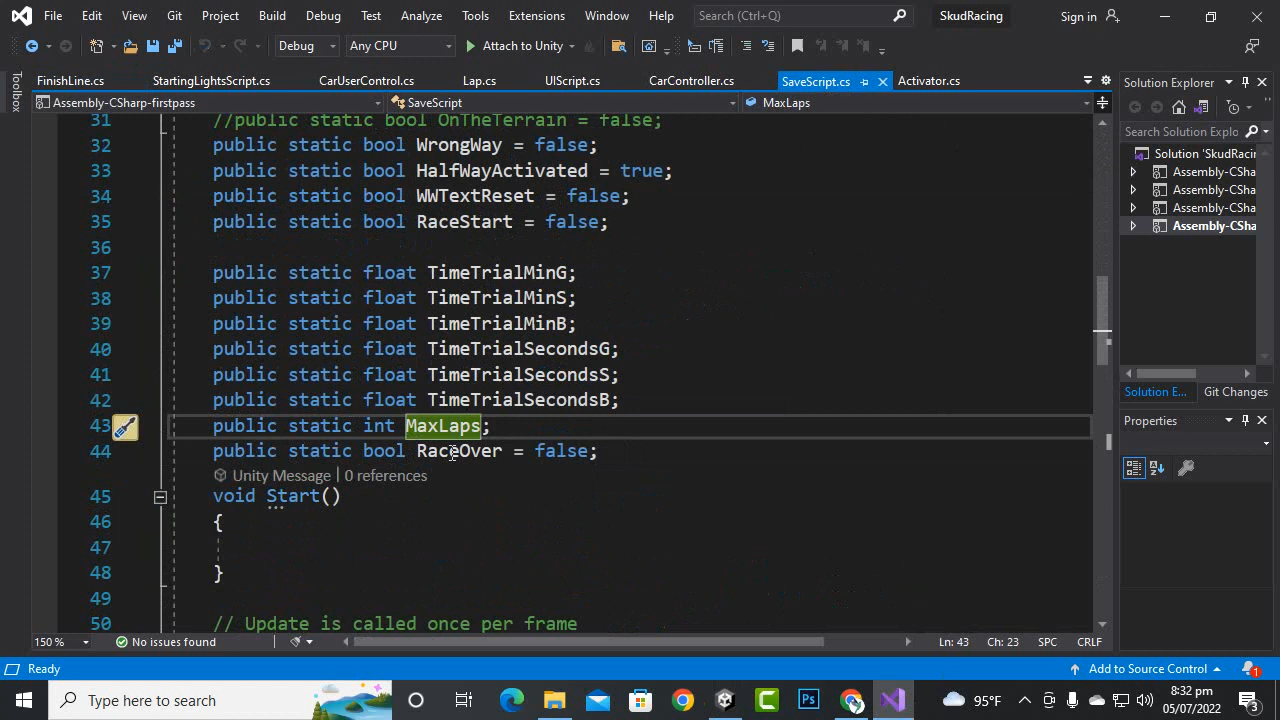 File Edit View Git Project Build Debug Test Analyze Tools Extensions Window Help Search (Ctrl+Q) SkudRacing Sign in
Debug Any CPU Attach to Unity
Toolbox
FinishLine.cs StartingLightsScript.cs CarUserControl.cs Lap.cs UIScript.cs CarController.cs SaveScript.cs Activator.cs
Assembly-CSharp-firstpass SaveScript MaxLaps
31 //public static bool OnTheTerrain = false;
32 public static bool WrongWay = false;
33 public static bool HalfWayActivated = true;
34 public static bool WWTextReset = false;
35 public static bool RaceStart = false;
36
37 public static float TimeTrialMinG;
38 public static float TimeTrialMinS;
39 public static float TimeTrialMinB;
40 public static float TimeTrialSecondsG;
41 public static float TimeTrialSecondsS;
42 public static float TimeTrialSecondsB;
43 public static int MaxLaps;
44 public static bool RaceOver = false;
Unity Message | 0 references
45 void Start()
46 {
47
48 }
49
50 // Update is called once per frame
150 % No issues found Ln: 43 Ch: 23 SPC CRLF
Solution Explorer
Search Solution Explo
Solution 'SkudRacing
Assembly-CSha
Assembly-CSha
Assembly-CSha
Assembly-CSha
Solution E... Git Changes
Properties
Ready Add to Source Control 1
Type here to search 95°F 8:32 pm
05/07/2022 3